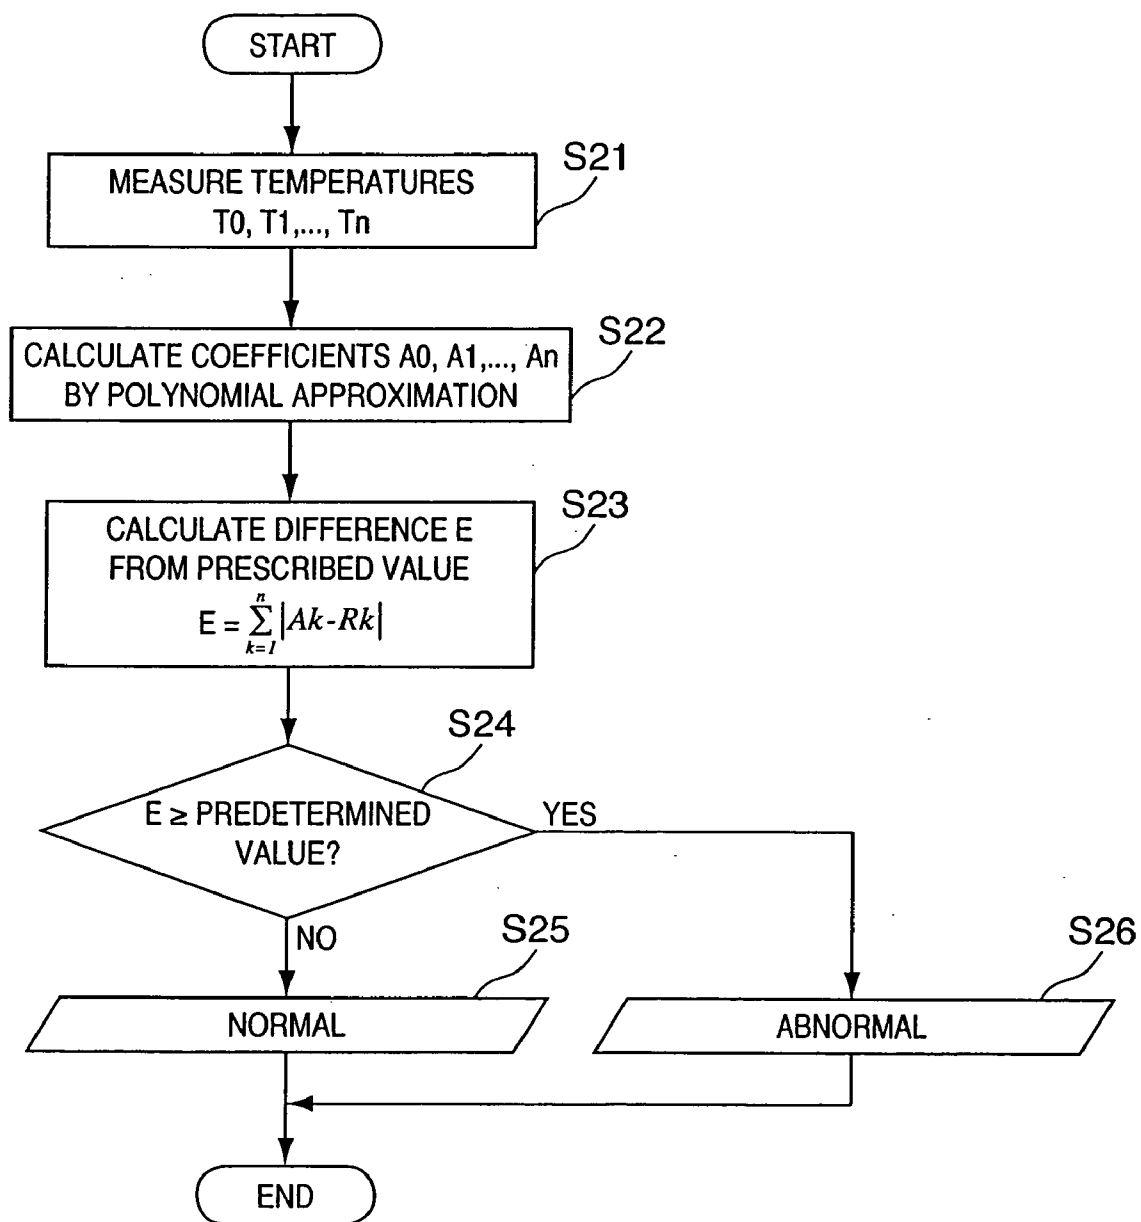 START
S21
MEASURE TEMPERATURES
T0, T1,..., Tn
S22
CALCULATE COEFFICIENTS A0, A1,..., An
BY POLYNOMIAL APPROXIMATION
S23
CALCULATE DIFFERENCE E
FROM PRESCRIBED VALUE
E = n∑k=1 |Ak-Rk|
S24
E ≥ PREDETERMINED
VALUE?
YES
NO
S25
S26
NORMAL
ABNORMAL
END